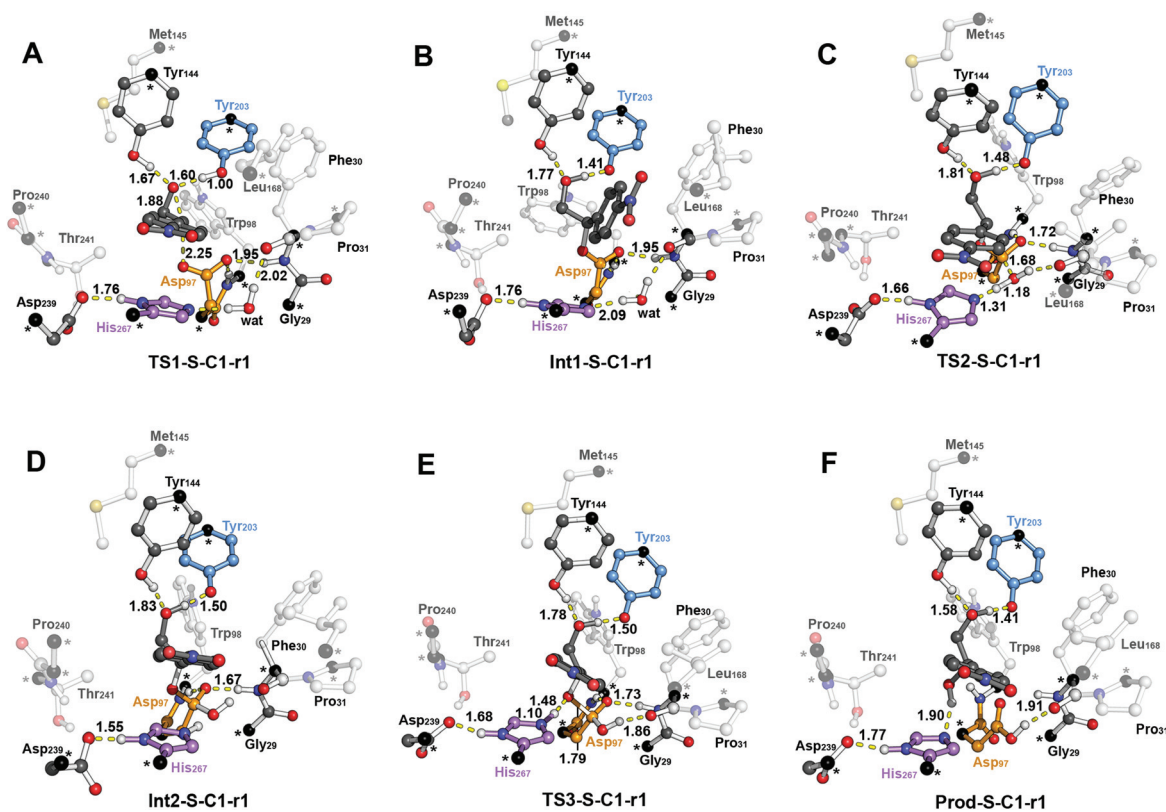 A
Met145
*
Tyr144
*
Tyr203
*
Phe30
1.67
1.60
1.00
Leu168
Pro240
*
1.88
Trp98
Thr241
*
2.25
1.95
Pro31
Asp97
2.02
Asp239
1.76
*
*
His267
*
*
wat
Gly29
*
TS1-S-C1-r1
B
Met145
*
Tyr144
*
Tyr203
*
1.41
Phe30
1.77
Pro240
*
Trp98
Leu168
*
Thr241
1.95
Pro31
Asp97
*
Asp239
1.76
*
*
His267
2.09
wat
Gly29
*
Int1-S-C1-r1
C
Met145
*
Tyr144
*
Tyr203
*
1.48
1.81
Trp98
Phe30
Pro240
*
Thr241
1.72
Asp97
1.68
*
Gly29
1.18
Leu168
Asp239
1.66
1.31
*
His267
*
Pro31
TS2-S-C1-r1
D
Met145
*
Tyr144
*
Tyr203
*
1.83
1.50
Pro240
*
Trp98
Phe30
*
Thr241
*
1.67
Pro31
Asp97
1.55
Asp239
*
*
Gly29
His267
Int2-S-C1-r1
E
Met145
*
Tyr144
*
Tyr203
*
Phe30
1.78
1.50
Pro240
*
Trp98
Leu168
Thr241
1.48
1.73
Asp239
1.68
1.10
*
Asp97
1.86
*
Pro31
His267
1.79
Gly29
TS3-S-C1-r1
F
Met145
*
Tyr144
*
Tyr203
*
Phe30
1.58
1.41
Pro240
*
Trp98
Leu168
Thr241
1.90
1.91
Asp239
1.77
*
Asp97
*
Pro31
His267
*
Gly29
Prod-S-C1-r1